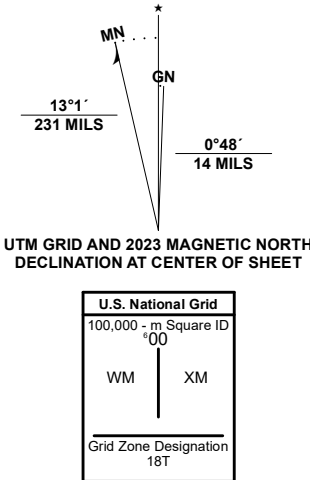 ★
MN
GN
13°1´
231 MILS
0°48´
14 MILS
UTM GRID AND 2023 MAGNETIC NORTH
DECLINATION AT CENTER OF SHEET
U.S. National Grid
100,000 - m Square ID
⁶00
WM XM
Grid Zone Designation
18T